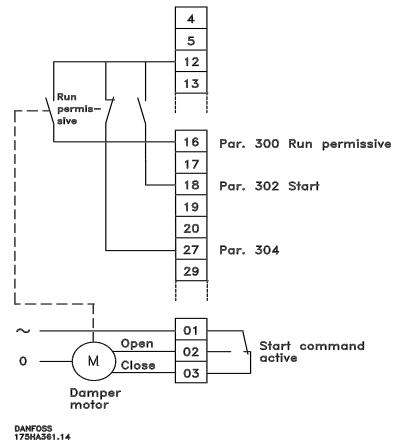 4
5
12
13
Run
permis-
sive
16 Par. 300 Run permissive
17
18 Par. 302 Start
19
20
27 Par. 304
29
~ 01
Open 02
Start command
active
0 M Close 03
Damper
motor
DANFOSS
175HA361.14